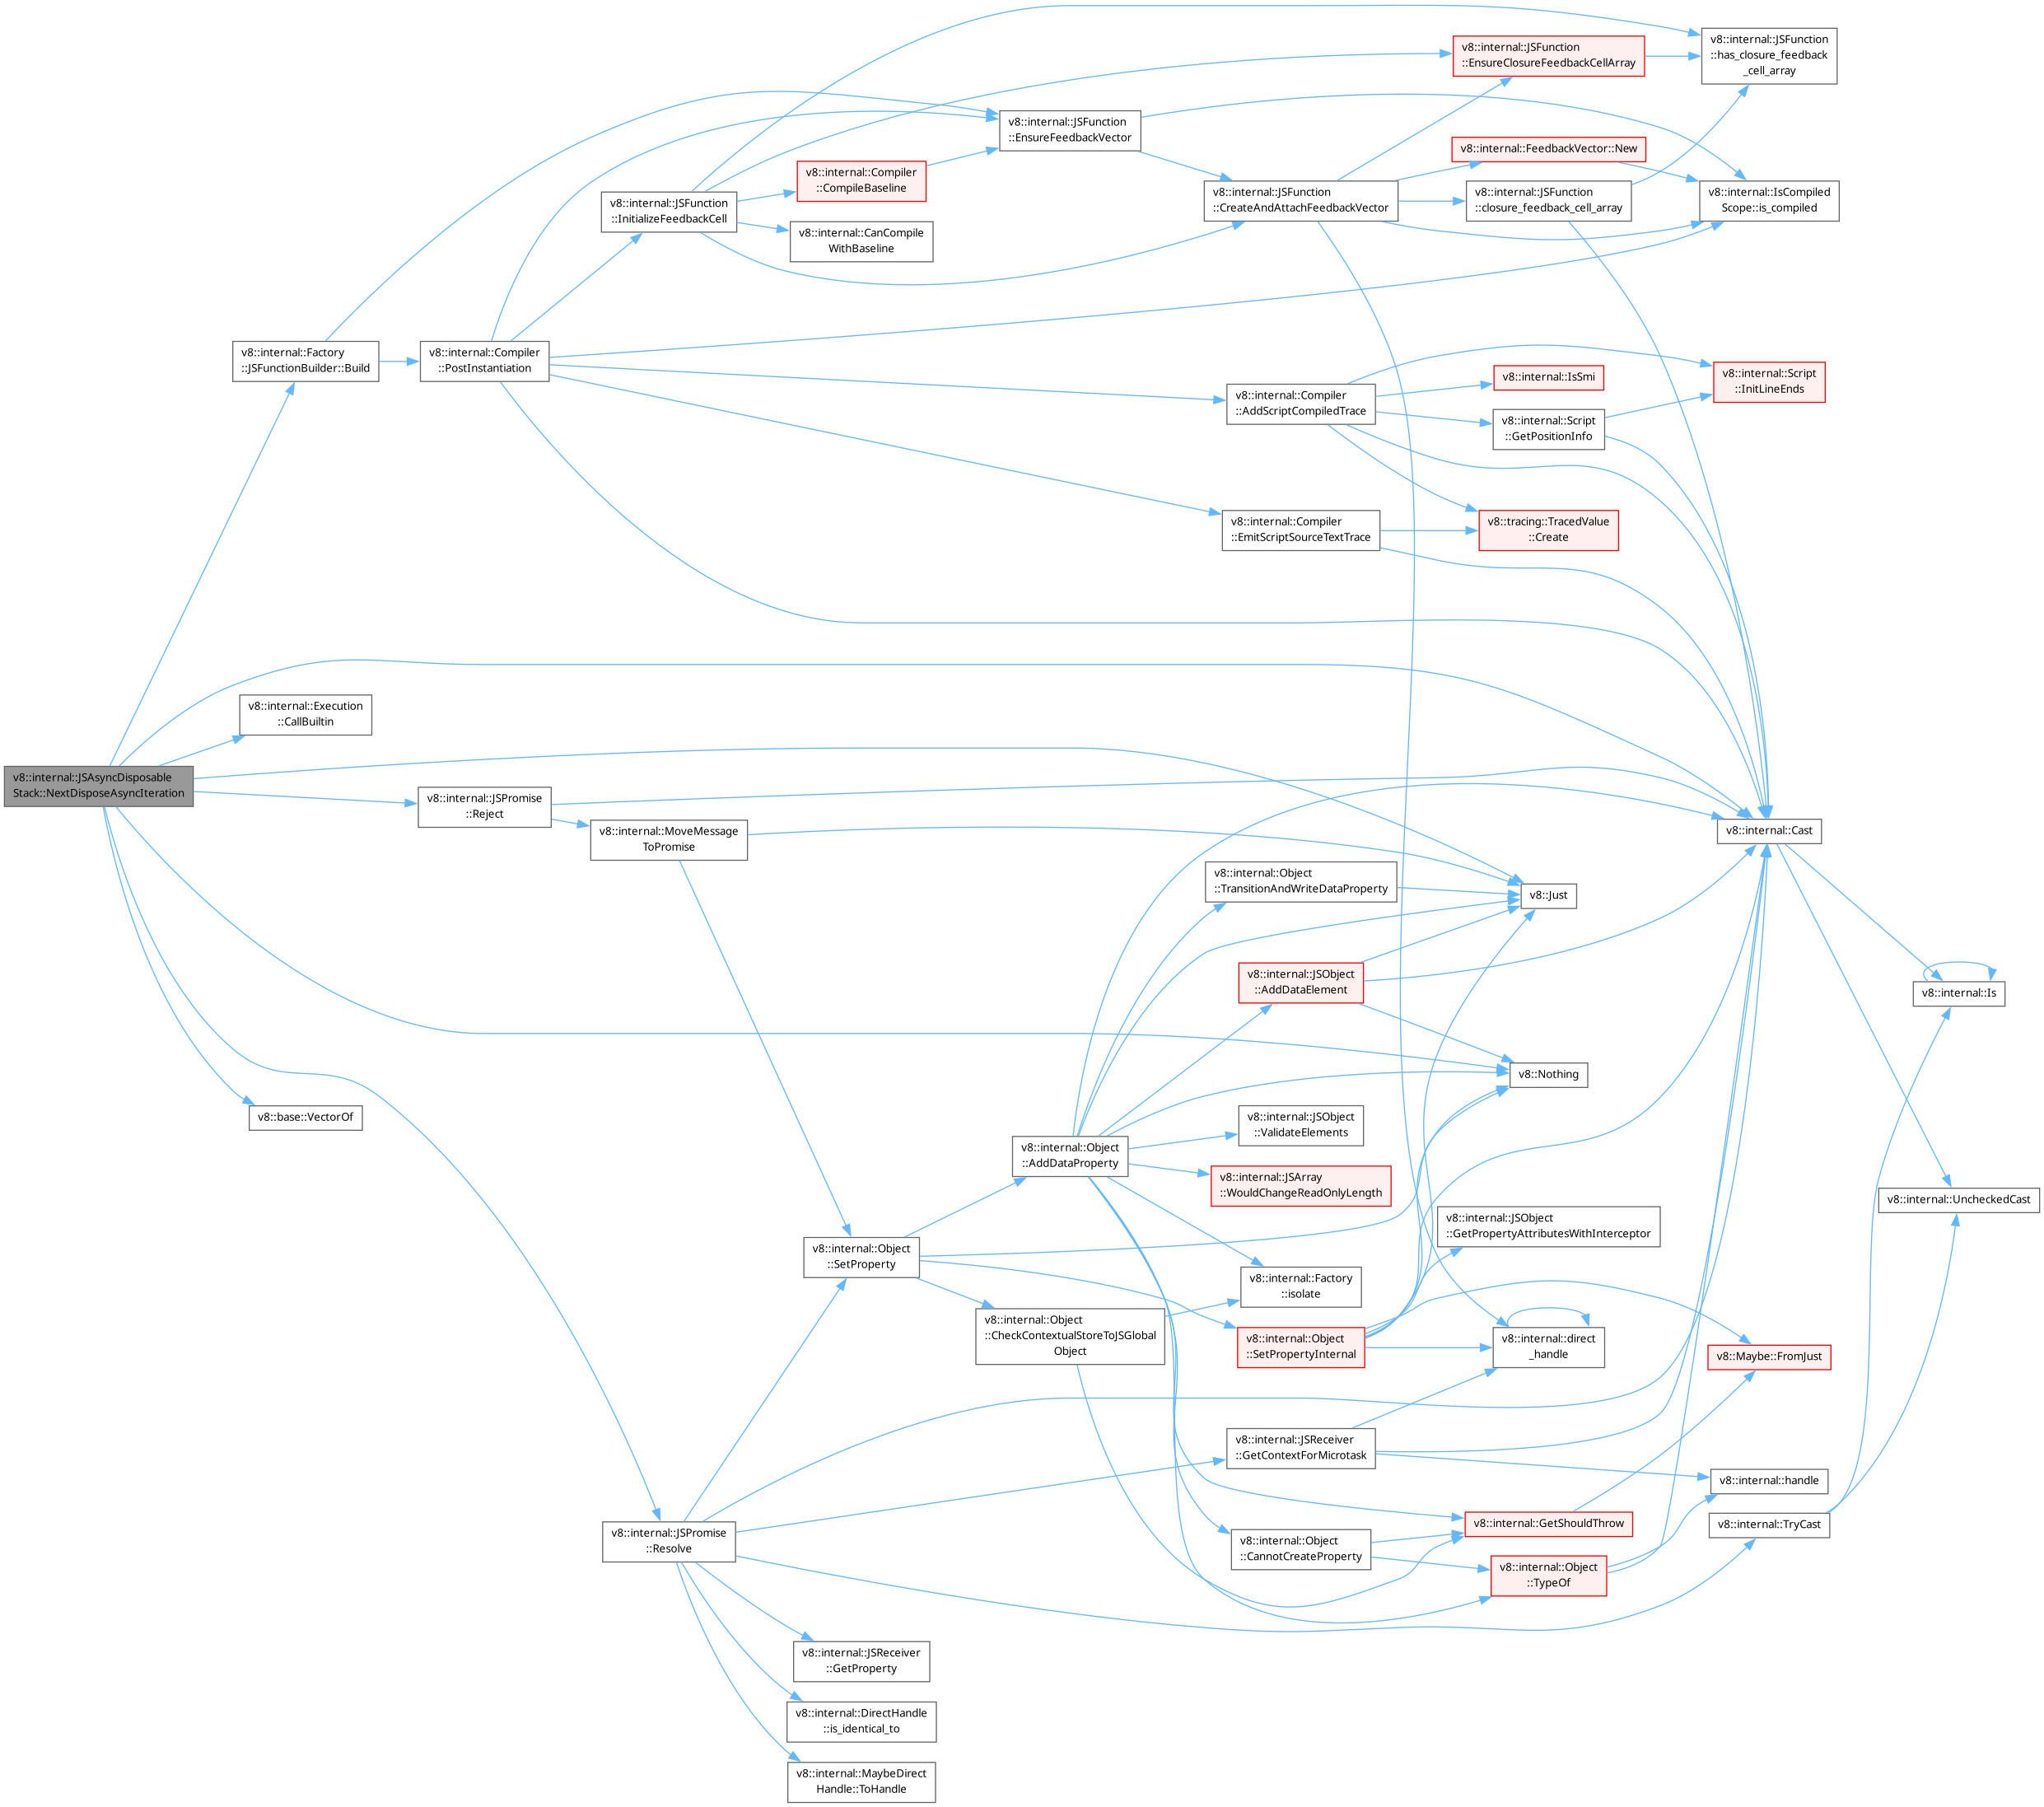 v8::internal::JSFunction
::has_closure_feedback
_cell_array
v8::internal::JSFunction
::EnsureClosureFeedbackCellArray
v8::internal::JSFunction
::EnsureFeedbackVector
v8::internal::FeedbackVector::New
v8::internal::Compiler
::CompileBaseline
v8::internal::JSFunction
::InitializeFeedbackCell
v8::internal::JSFunction
::CreateAndAttachFeedbackVector
v8::internal::JSFunction
::closure_feedback_cell_array
v8::internal::IsCompiled
Scope::is_compiled
v8::internal::CanCompile
WithBaseline
v8::internal::Factory
::JSFunctionBuilder::Build
v8::internal::Compiler
::PostInstantiation
v8::internal::IsSmi
v8::internal::Script
::InitLineEnds
v8::internal::Compiler
::AddScriptCompiledTrace
v8::internal::Script
::GetPositionInfo
v8::internal::Compiler
::EmitScriptSourceTextTrace
v8::tracing::TracedValue
::Create
v8::internal::Execution
::CallBuiltin
v8::internal::JSAsyncDisposable
Stack::NextDisposeAsyncIteration
v8::internal::JSPromise
::Reject
v8::internal::MoveMessage
ToPromise
v8::internal::Cast
v8::internal::Object
::TransitionAndWriteDataProperty
v8::Just
v8::internal::JSObject
::AddDataElement
v8::internal::Is
v8::Nothing
v8::base::VectorOf
v8::internal::JSObject
::ValidateElements
v8::internal::Object
::AddDataProperty
v8::internal::JSArray
::WouldChangeReadOnlyLength
v8::internal::UncheckedCast
v8::internal::JSObject
::GetPropertyAttributesWithInterceptor
v8::internal::Object
::SetProperty
v8::internal::Factory
::isolate
v8::internal::Object
::CheckContextualStoreToJSGlobal
Object
v8::internal::Object
::SetPropertyInternal
v8::internal::direct
_handle
v8::Maybe::FromJust
v8::internal::JSReceiver
::GetContextForMicrotask
v8::internal::handle
v8::internal::JSPromise
::Resolve
v8::internal::GetShouldThrow
v8::internal::TryCast
v8::internal::Object
::CannotCreateProperty
v8::internal::Object
::TypeOf
v8::internal::JSReceiver
::GetProperty
v8::internal::DirectHandle
::is_identical_to
v8::internal::MaybeDirect
Handle::ToHandle